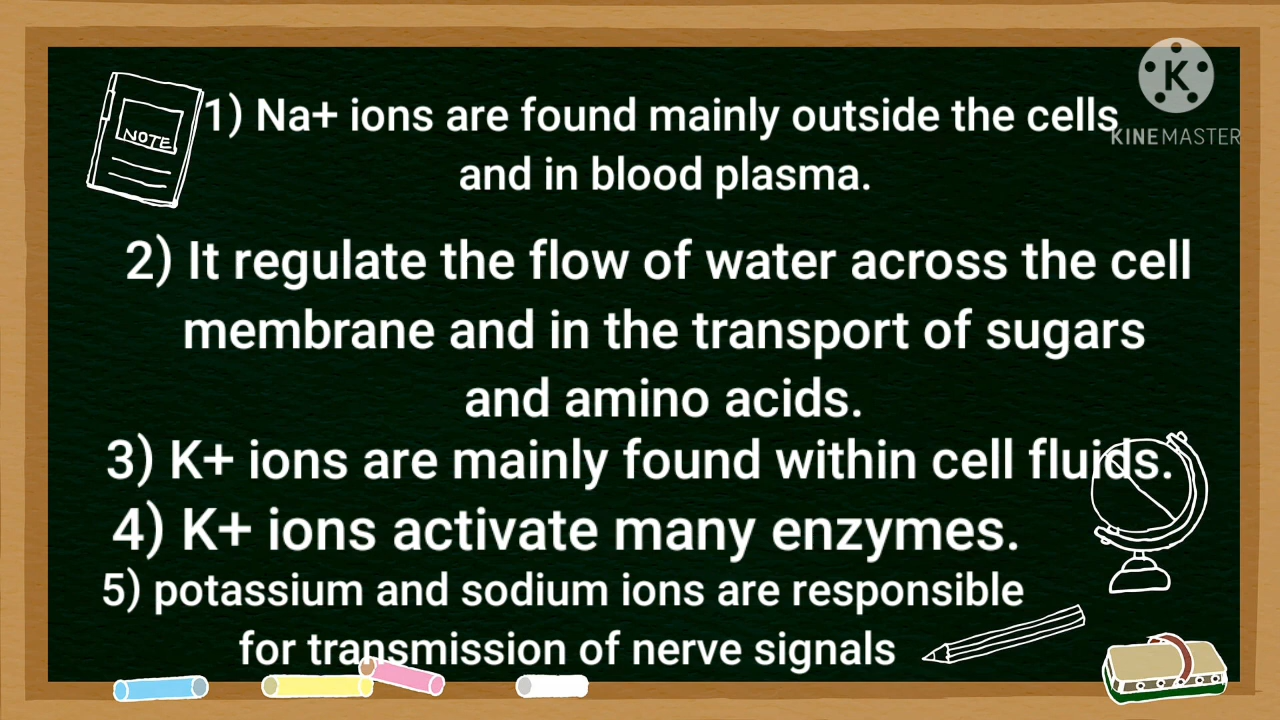 NOTE
1) Na+ ions are found mainly outside the cells
and in blood plasma.
K
KINEMASTER
2) It regulate the flow of water across the cell
membrane and in the transport of sugars
and amino acids.
3) K+ ions are mainly found within cell fluids.
4) K+ ions activate many enzymes.
5) potassium and sodium ions are responsible
for transmission of nerve signals